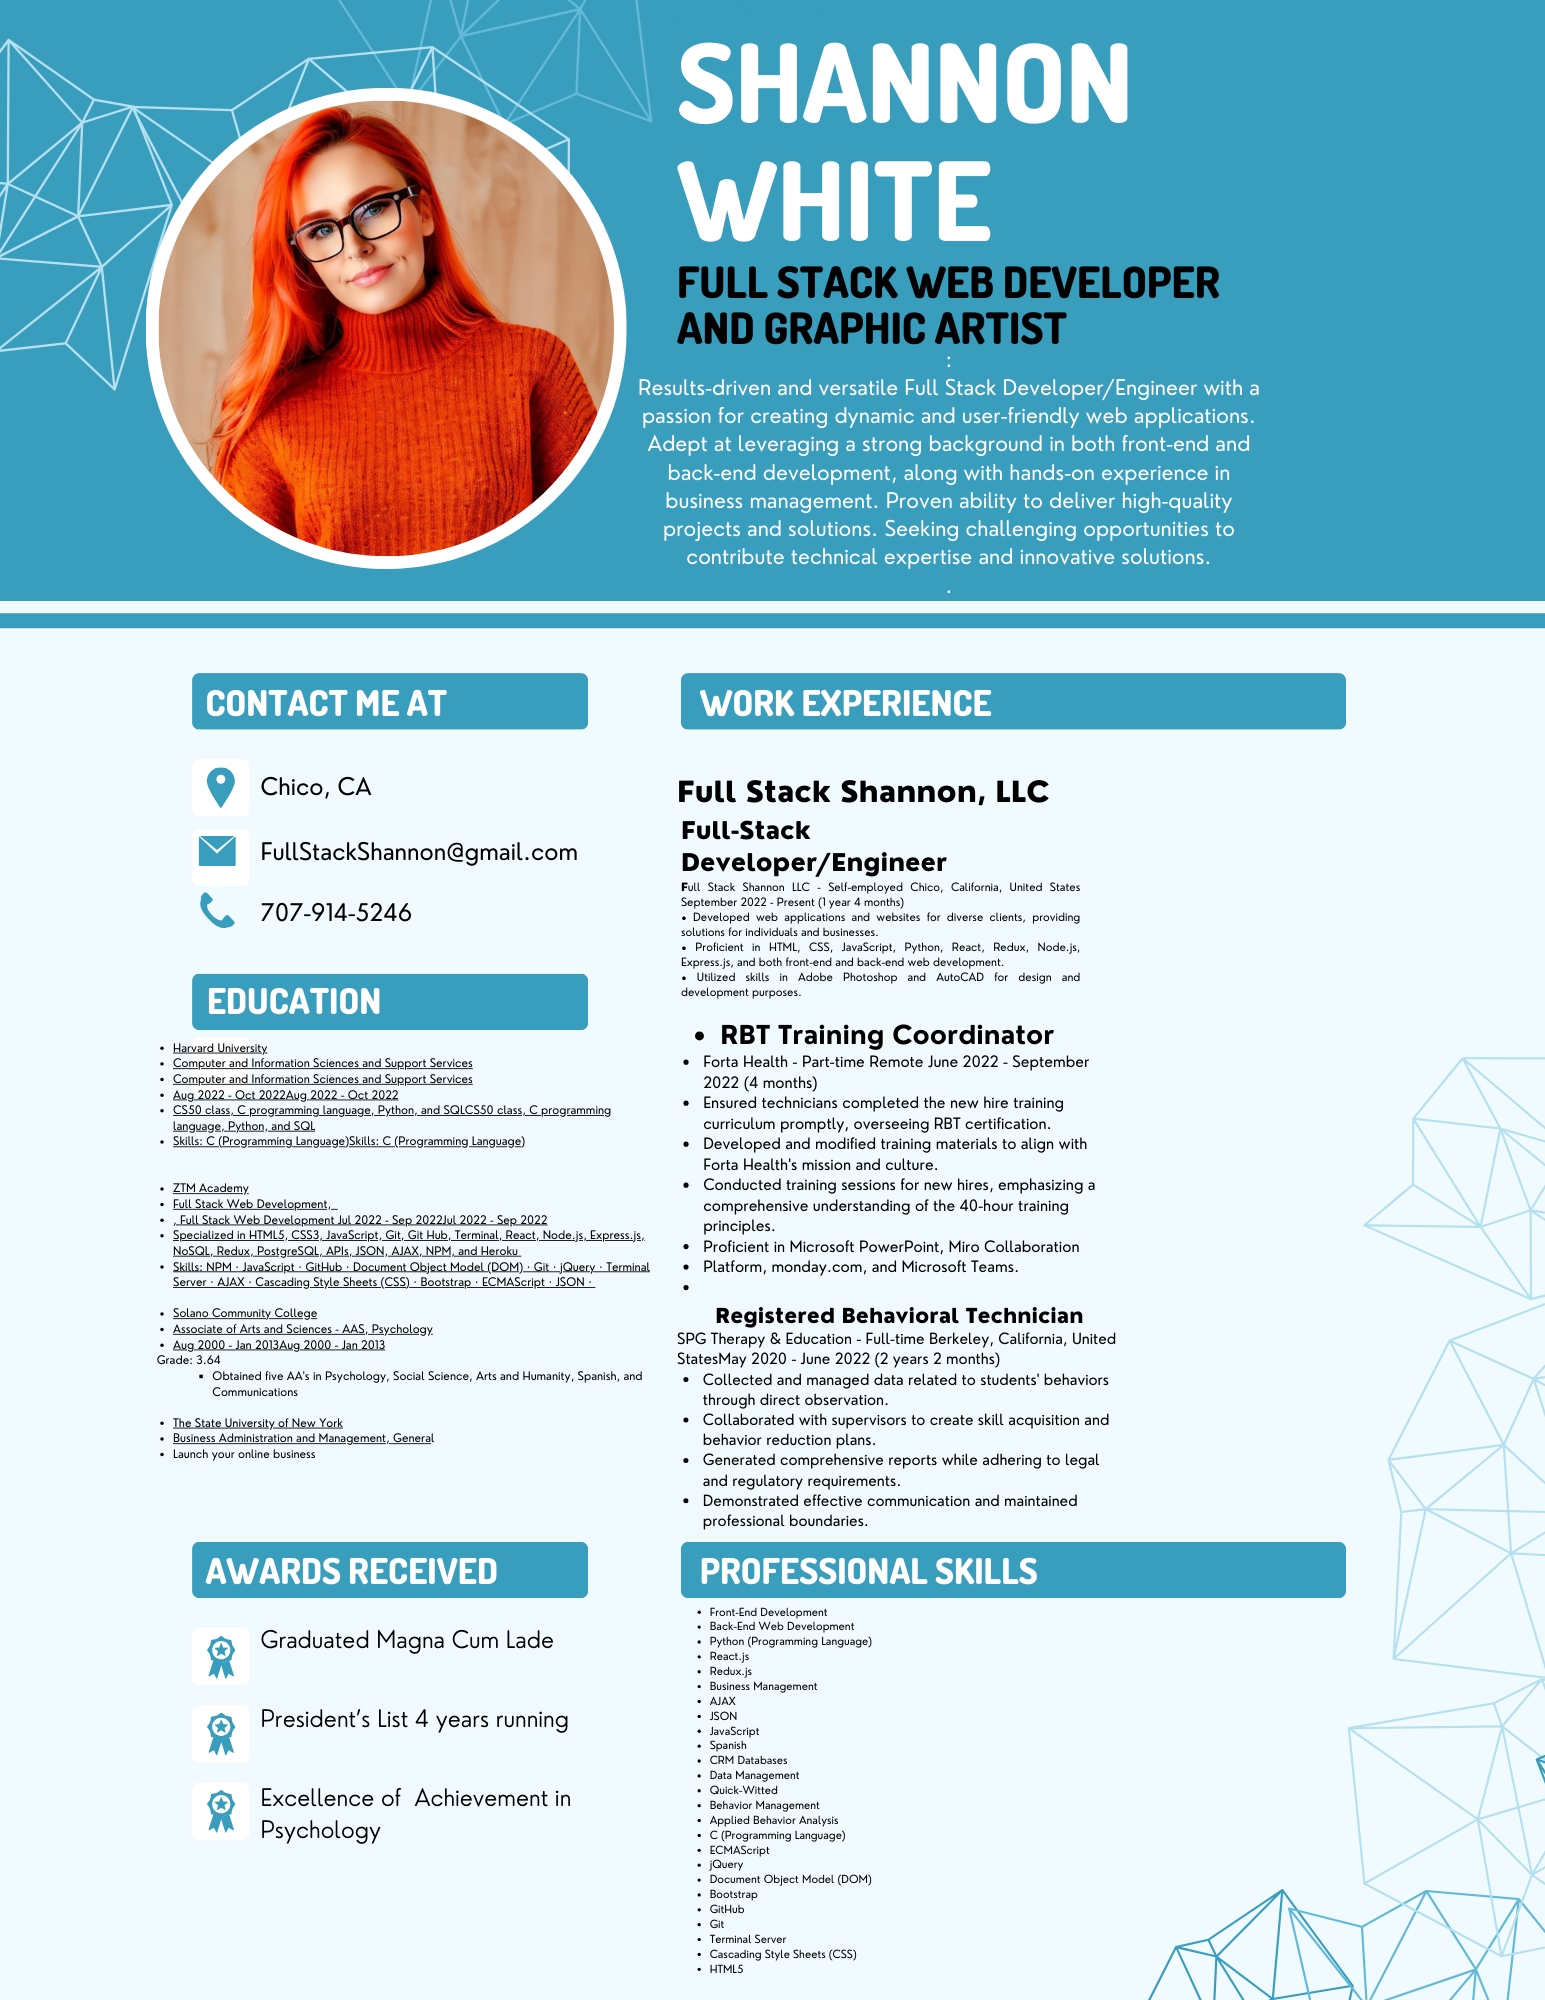 SHANNON
WHITE
FULL STACK WEB DEVELOPER
AND GRAPHIC ARTIST
:
Results-driven and versatile Full Stack Developer/Engineer with a
passion for creating dynamic and user-friendly web applications.
Adept at leveraging a strong background in both front-end and
back-end development, along with hands-on experience in
business management. Proven ability to deliver high-quality
projects and solutions. Seeking challenging opportunities to
contribute technical expertise and innovative solutions.
.
CONTACT ME AT
Chico, CA
FullStackShannon@gmail.com
707-914-5246
EDUCATION
• Harvard University
• Computer and Information Sciences and Support Services
• Computer and Information Sciences and Support Services
• Aug 2022 - Oct 2022Aug 2022 - Oct 2022
• CS50 class, C programming language, Python, and SQLCS50 class, C programming
language, Python, and SQL
• Skills: C (Programming Language)Skills: C (Programming Language)
• ZTM Academy
• Full Stack Web Development,
• , Full Stack Web Development Jul 2022 - Sep 2022Jul 2022 - Sep 2022
• Specialized in HTML5, CSS3, JavaScript, Git, Git Hub, Terminal, React, Node.js, Express.js,
NoSQL, Redux, PostgreSQL, APIs, JSON, AJAX, NPM, and Heroku
• Skills: NPM · JavaScript · GitHub · Document Object Model (DOM) · Git · jQuery · Terminal
Server · AJAX · Cascading Style Sheets (CSS) · Bootstrap · ECMAScript · JSON ·
• Solano Community College
• Associate of Arts and Sciences - AAS, Psychology
• Aug 2000 - Jan 2013Aug 2000 - Jan 2013
Grade: 3.64
▪ Obtained five AA's in Psychology, Social Science, Arts and Humanity, Spanish, and
Communications
• The State University of New York
• Business Administration and Management, General
• Launch your online business
AWARDS RECEIVED
Graduated Magna Cum Lade
President's List 4 years running
Excellence of Achievement in
Psychology
WORK EXPERIENCE
Full Stack Shannon, LLC
Full-Stack
Developer/Engineer
Full Stack Shannon LLC - Self-employed Chico, California, United States
September 2022 - Present (1 year 4 months)
• Developed web applications and websites for diverse clients, providing
solutions for individuals and businesses.
• Proficient in HTML, CSS, JavaScript, Python, React, Redux, Node.js,
Express.js, and both front-end and back-end web development.
• Utilized skills in Adobe Photoshop and AutoCAD for design and
development purposes.
• RBT Training Coordinator
• Forta Health - Part-time Remote June 2022 - September
2022 (4 months)
• Ensured technicians completed the new hire training
curriculum promptly, overseeing RBT certification.
• Developed and modified training materials to align with
Forta Health's mission and culture.
• Conducted training sessions for new hires, emphasizing a
comprehensive understanding of the 40-hour training
principles.
• Proficient in Microsoft PowerPoint, Miro Collaboration
• Platform, monday.com, and Microsoft Teams.
•
Registered Behavioral Technician
SPG Therapy & Education - Full-time Berkeley, California, United
StatesMay 2020 - June 2022 (2 years 2 months)
• Collected and managed data related to students' behaviors
through direct observation.
• Collaborated with supervisors to create skill acquisition and
behavior reduction plans.
• Generated comprehensive reports while adhering to legal
and regulatory requirements.
• Demonstrated effective communication and maintained
professional boundaries.
PROFESSIONAL SKILLS
• Front-End Development
• Back-End Web Development
• Python (Programming Language)
• React.js
• Redux.js
• Business Management
• AJAX
• JSON
• JavaScript
• Spanish
• CRM Databases
• Data Management
• Quick-Witted
• Behavior Management
• Applied Behavior Analysis
• C (Programming Language)
• ECMAScript
• jQuery
• Document Object Model (DOM)
• Bootstrap
• GitHub
• Git
• Terminal Server
• Cascading Style Sheets (CSS)
• HTML5